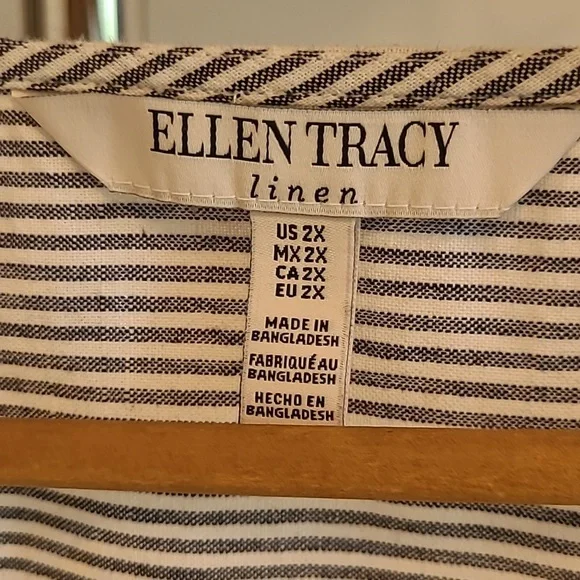 ELLEN TRACY
linen
US 2X
MX 2X
CA 2X
EU 2X
MADE IN
BANGLADESH
FABRIQUÉ AU
BANGLADESH
HECHO EN
BANGLADESH